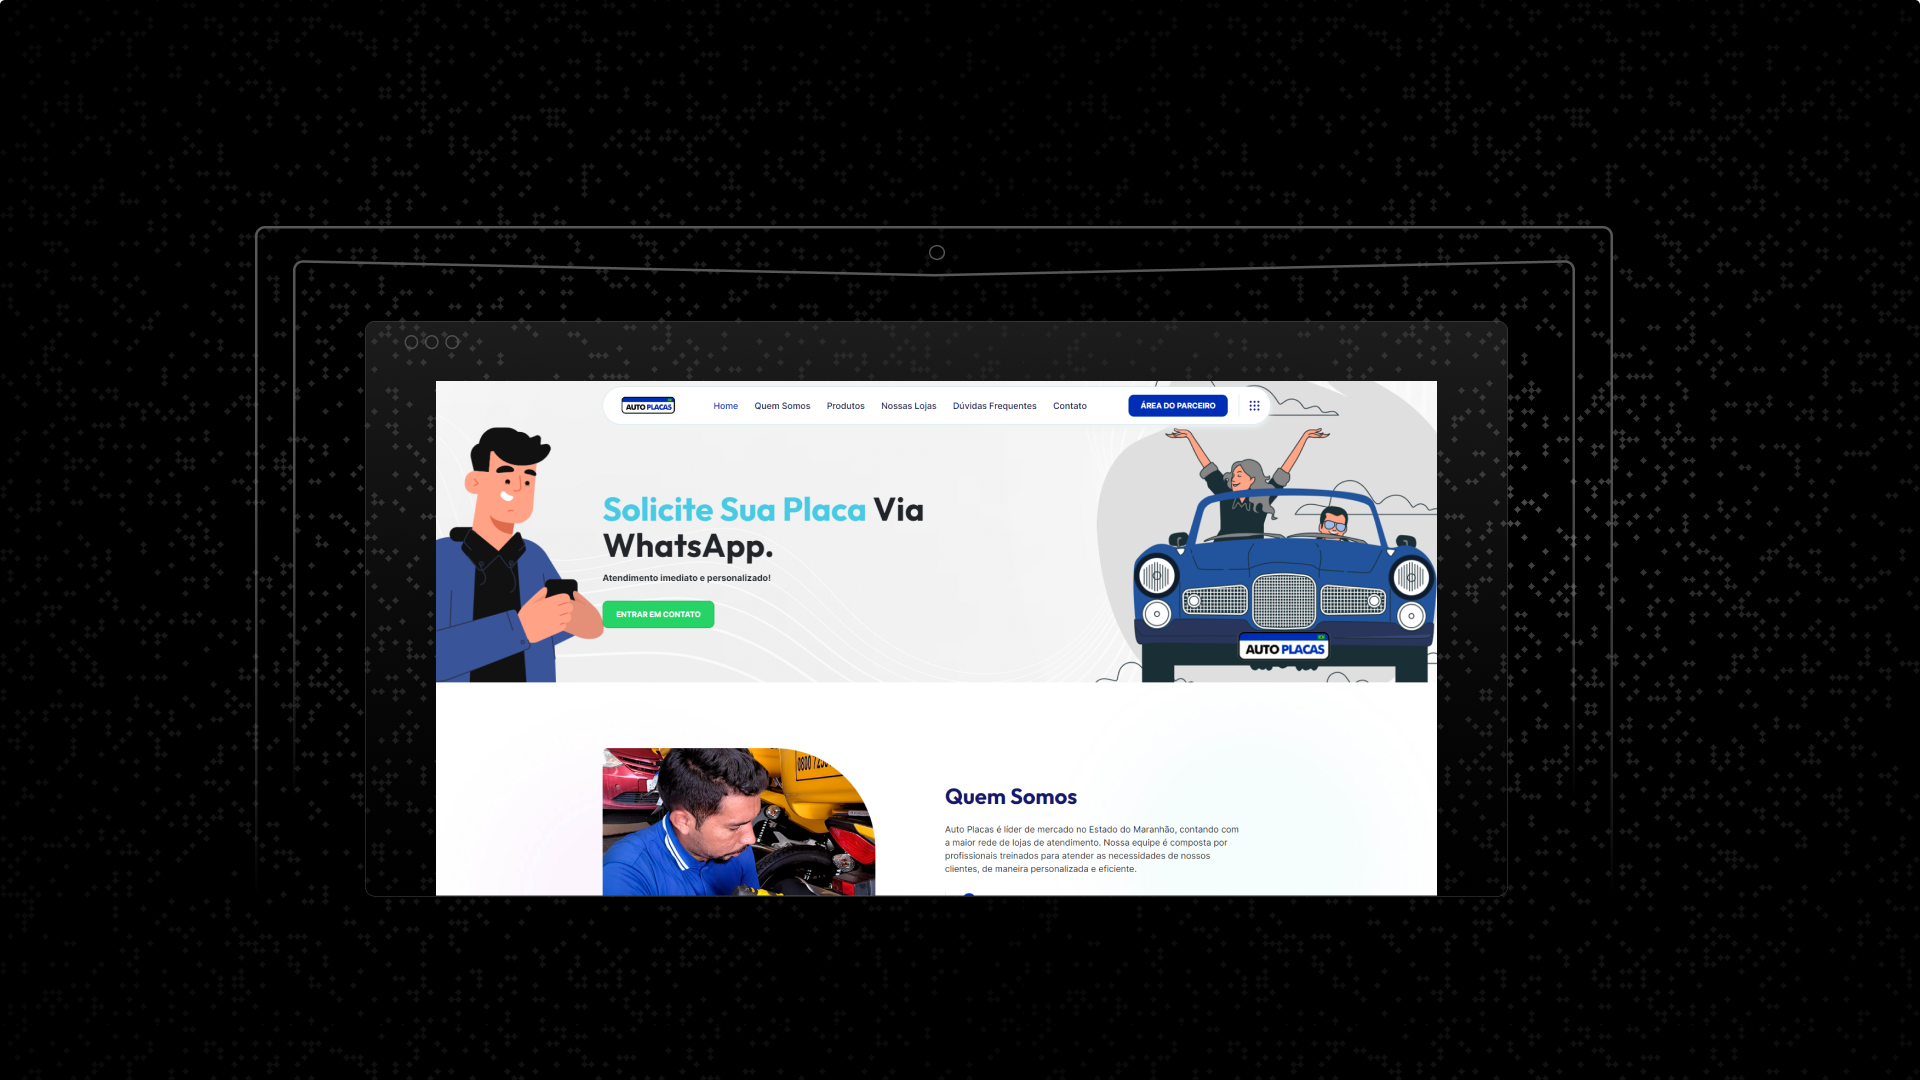 AUTO PLACAS
Home
Quem Somos
Produtos
Nossas Lojas
Dúvidas Frequentes
Contato
ÁREA DO PARCEIRO
Solicite Sua Placa Via
WhatsApp.
Atendimento imediato e personalizado!
ENTRAR EM CONTATO
AUTO PLACAS
Quem Somos
Auto Placas é líder de mercado no Estado do Maranhão, contando com
a maior rede de lojas de atendimento. Nossa equipe é composta por
profissionais treinados para atender as necessidades de nossos
clientes, de maneira personalizada e eficiente.